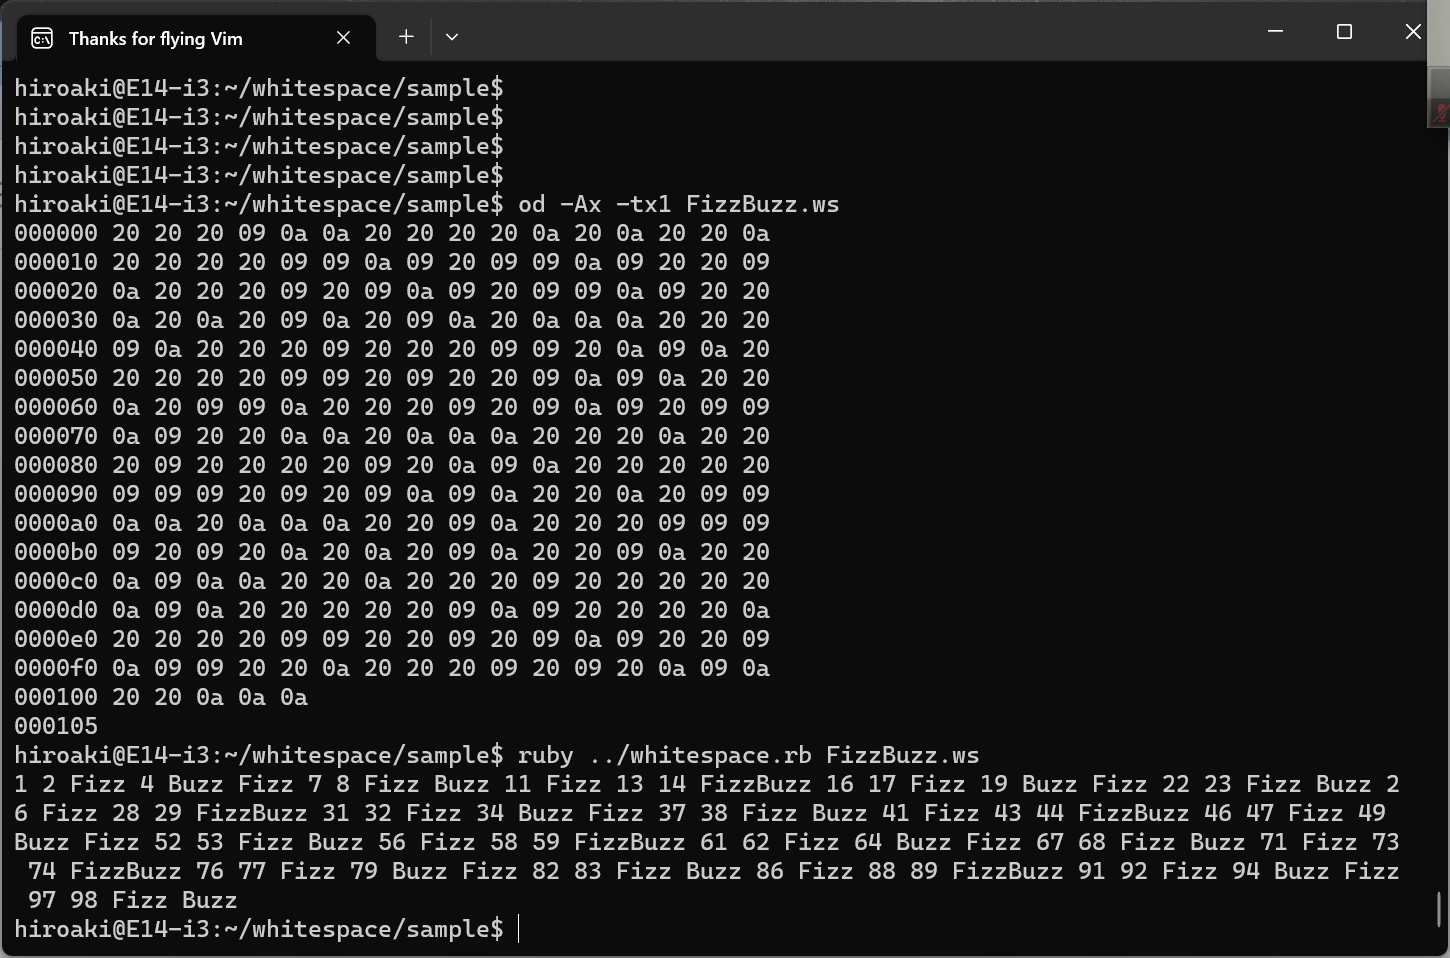 Thanks for flying Vim
hiroaki@E14-i3:~/whitespace/sample$
hiroaki@E14-i3:~/whitespace/sample$
hiroaki@E14-i3:~/whitespace/sample$
hiroaki@E14-i3:~/whitespace/sample$
hiroaki@E14-i3:~/whitespace/sample$ od -Ax -tx1 FizzBuzz.ws
000000 20 20 20 09 0a 0a 20 20 20 20 0a 20 0a 20 20 0a
000010 20 20 20 20 09 09 0a 09 20 09 09 0a 09 20 20 09
000020 0a 20 20 20 09 20 09 0a 09 20 09 09 0a 09 20 20
000030 0a 20 0a 20 09 0a 20 09 0a 20 0a 0a 0a 20 20 20
000040 09 0a 20 20 20 09 20 20 20 09 09 20 0a 09 0a 20
000050 20 20 20 20 09 09 20 09 20 20 09 0a 09 0a 20 20
000060 0a 20 09 09 0a 20 20 20 09 20 09 0a 09 20 09 09
000070 0a 09 20 20 0a 0a 20 0a 0a 0a 20 20 20 0a 20 20
000080 20 09 20 20 20 20 09 20 0a 09 0a 20 20 20 20 20
000090 09 09 09 20 09 20 09 0a 09 0a 20 20 0a 20 09 09
0000a0 0a 0a 20 0a 0a 0a 20 20 09 0a 20 20 20 09 09 09
0000b0 09 20 09 20 0a 20 0a 20 09 0a 20 20 09 0a 20 20
0000c0 0a 09 0a 0a 20 20 0a 20 20 20 09 20 20 20 20 20
0000d0 0a 09 0a 20 20 20 20 20 09 0a 09 20 20 20 20 0a
0000e0 20 20 20 20 09 09 20 20 09 20 09 0a 09 20 20 09
0000f0 0a 09 09 20 20 0a 20 20 20 09 20 09 20 0a 09 0a
000100 20 20 0a 0a 0a
000105
hiroaki@E14-i3:~/whitespace/sample$ ruby ../whitespace.rb FizzBuzz.ws
1 2 Fizz 4 Buzz Fizz 7 8 Fizz Buzz 11 Fizz 13 14 FizzBuzz 16 17 Fizz 19 Buzz Fizz 22 23 Fizz Buzz 2
6 Fizz 28 29 FizzBuzz 31 32 Fizz 34 Buzz Fizz 37 38 Fizz Buzz 41 Fizz 43 44 FizzBuzz 46 47 Fizz 49
Buzz Fizz 52 53 Fizz Buzz 56 Fizz 58 59 FizzBuzz 61 62 Fizz 64 Buzz Fizz 67 68 Fizz Buzz 71 Fizz 73
74 FizzBuzz 76 77 Fizz 79 Buzz Fizz 82 83 Fizz Buzz 86 Fizz 88 89 FizzBuzz 91 92 Fizz 94 Buzz Fizz
97 98 Fizz Buzz
hiroaki@E14-i3:~/whitespace/sample$